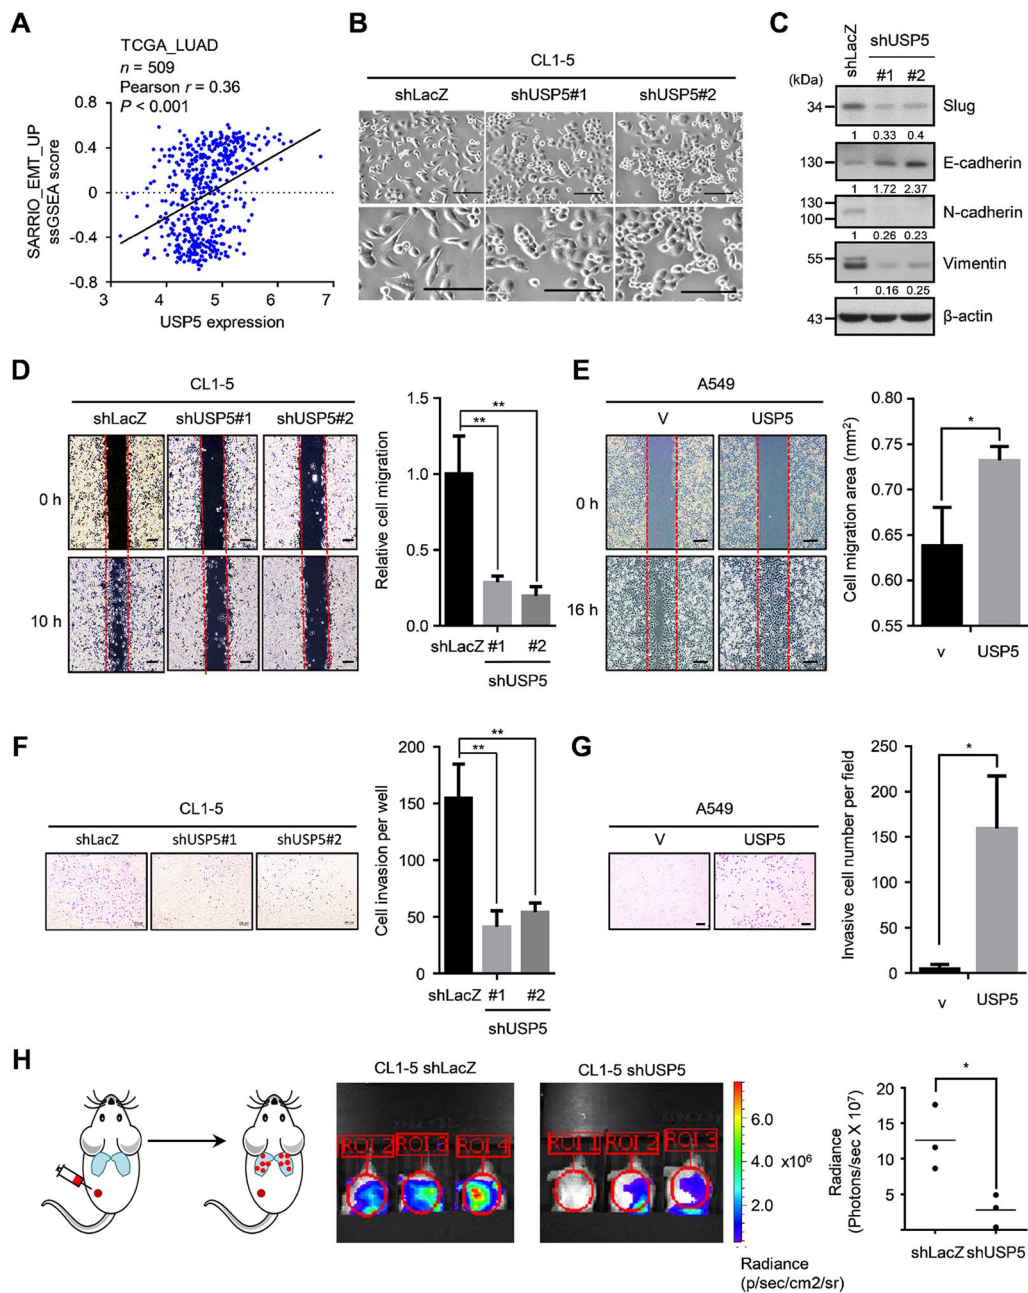 A
TCGA_LUAD
n = 509
Pearson r = 0.36
P < 0.001
0.8
0.4
0
-0.4
-0.8
SARRIO_EMT_UP
ssGSEA score
3 4 5 6 7
USP5 expression
B
CL1-5
shLacZ shUSP5#1 shUSP5#2
C
shLacZ
shUSP5
(kDa) #1 #2
34 Slug
1 0.33 0.4
130 E-cadherin
1 1.72 2.37
130
100
N-cadherin
1 0.26 0.23
55 Vimentin
1 0.16 0.25
43 β-actin
D
CL1-5
shLacZ shUSP5#1 shUSP5#2
0 h
10 h
Relative cell migration
1.5
1.0
0.5
0.0
** **
shLacZ #1 #2
shUSP5
E
A549
V USP5
0 h
16 h
Cell migration area (mm²)
0.80
0.75
0.70
0.65
0.60
0.55
*
v USP5
F
CL1-5
shLacZ shUSP5#1 shUSP5#2
Cell invasion per well
200
150
100
50
0
** **
shLacZ #1 #2
shUSP5
G
A549
V USP5
Invasive cell number per field
250
200
150
100
50
0
*
v USP5
H
CL1-5 shLacZ
ROI 2 ROI 3 ROI 4
CL1-5 shUSP5
ROI 1 ROI 2 ROI 3
6.0
4.0
2.0
x10⁶
Radiance
(p/sec/cm2/sr)
Radiance
(Photons/sec X 10⁷)
20
15
10
5
*
shLacZ shUSP5